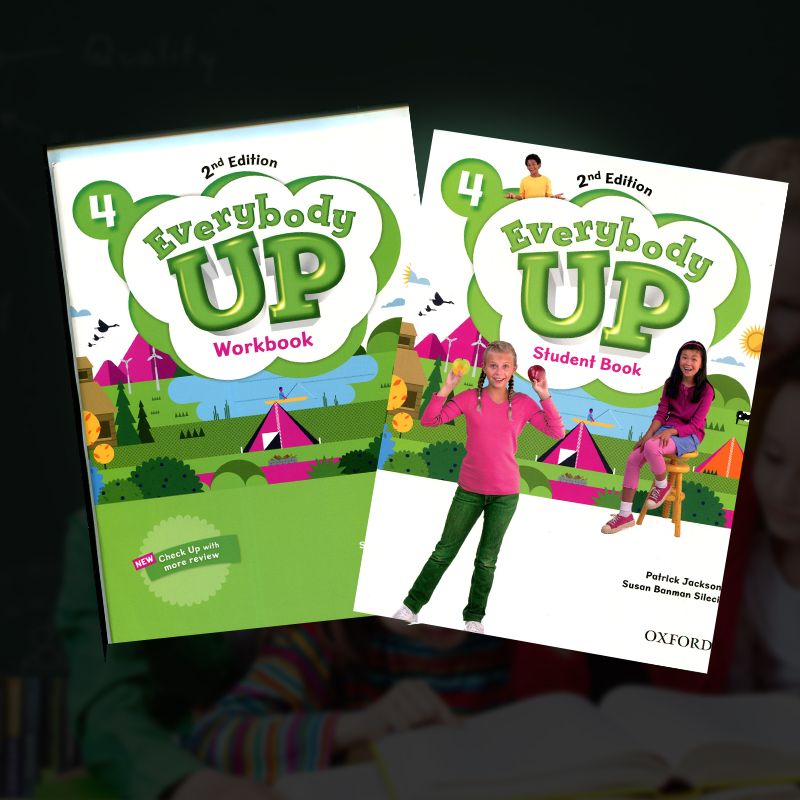 Quality
2nd Edition
4
Everybody
UP
Workbook
NEW
Check Up with
more review
2nd Edition
4
Everybody
UP
Student Book
Patrick Jackson
Susan Banman Sileci
OXFORD